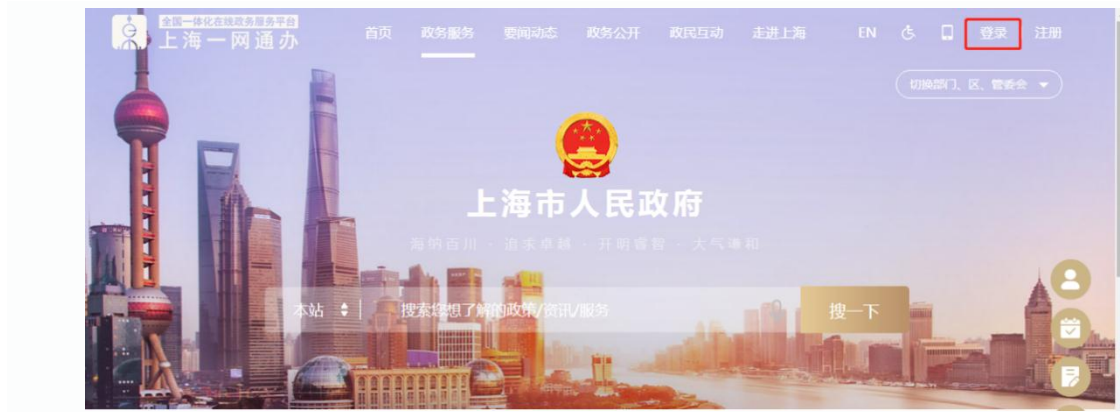 全国一体化在线政务服务平台
上海一网通办
首页 政务服务 要闻动态 政务公开 政民互动 走进上海 EN 登录 注册
切换部门、区、管委会
上海市人民政府
海纳百川 · 追求卓越 · 开明睿智 · 大气谦和
本站 搜索您想了解的政策/资讯/服务 搜一下